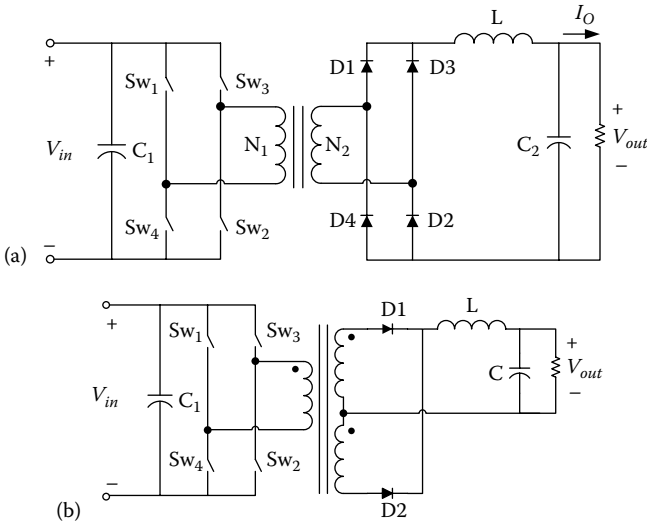 I_O
L
+
D1
D3
Sw₁
Sw₃
+
V_in
C₁
N₁
N₂
C₂
V_out
−
Sw₄
Sw₂
D4
D2
−
(a)
D1
L
+
Sw₁
Sw₃
+
V_in
C₁
C
V_out
−
Sw₄
Sw₂
−
D2
(b)